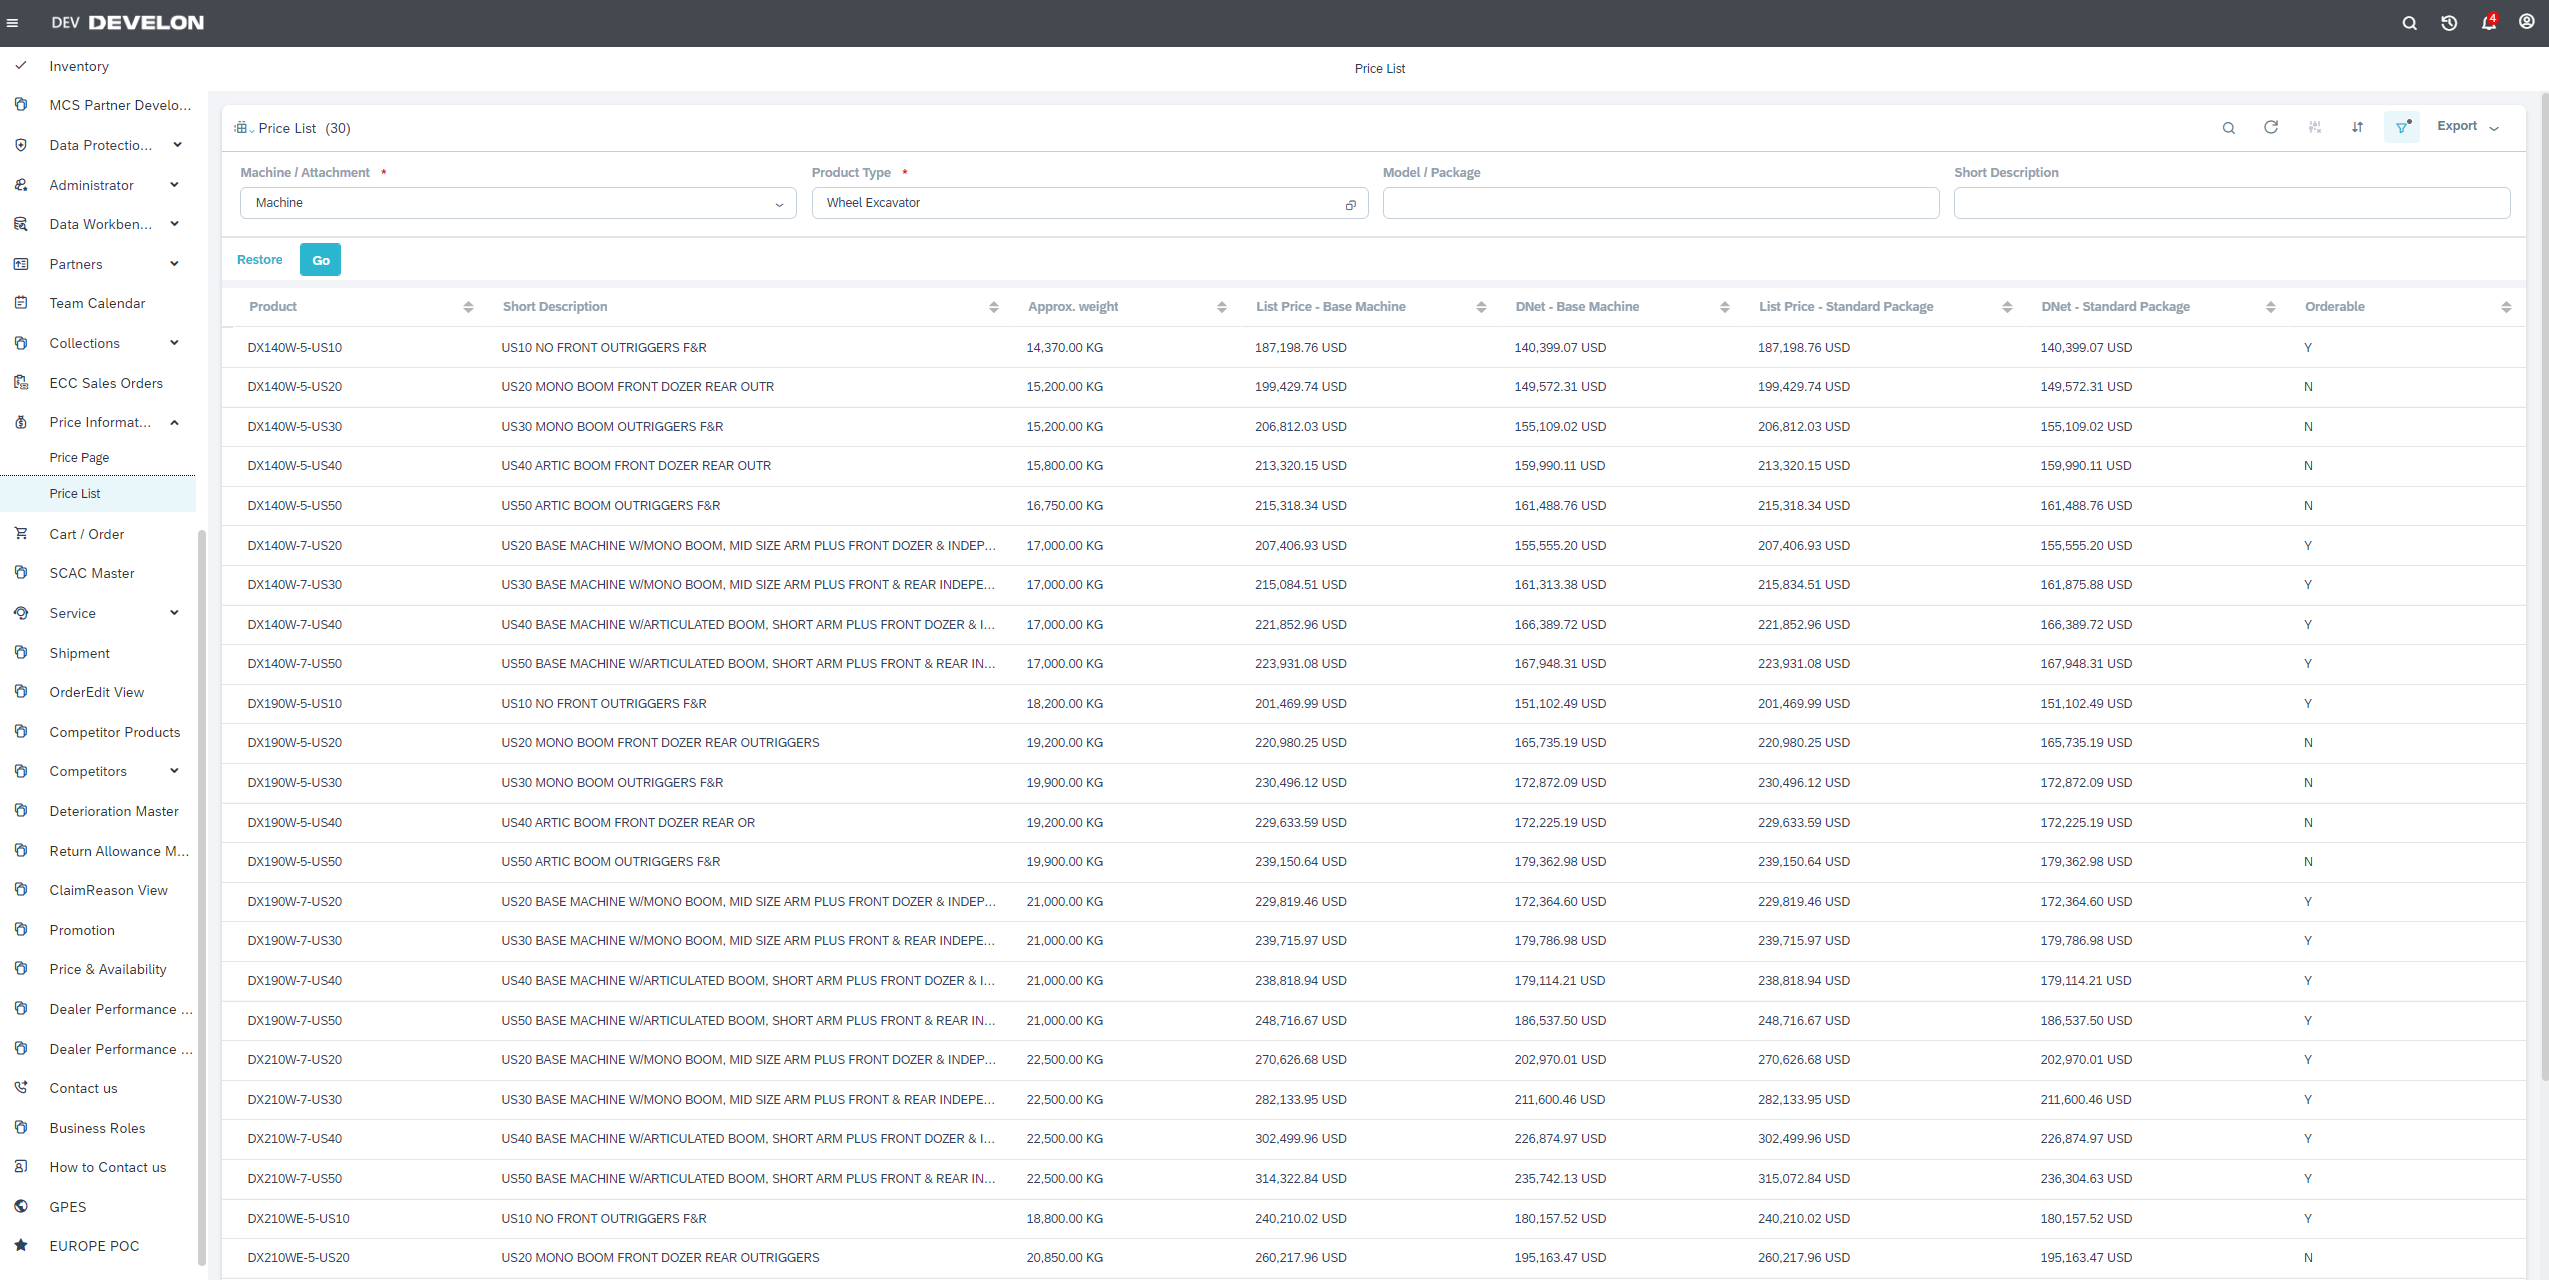 DEV DEVELON
4
Inventory
MCS Partner Develo...
Data Protectio...
Administrator
Data Workben...
Partners
Team Calendar
Collections
ECC Sales Orders
Price Informat...
Price Page
Price List
Cart / Order
SCAC Master
Service
Shipment
OrderEdit View
Competitor Products
Competitors
Deterioration Master
Return Allowance M...
ClaimReason View
Promotion
Price & Availability
Dealer Performance ...
Dealer Performance ...
Contact us
Business Roles
How to Contact us
GPES
EUROPE POC
Price List
Price List (30)
Export
Machine / Attachment * Product Type * Model / Package Short Description
Machine Wheel Excavator
Restore Go
Product Short Description Approx. weight List Price - Base Machine DNet - Base Machine List Price - Standard Package DNet - Standard Package Orderable
DX140W-5-US10 US10 NO FRONT OUTRIGGERS F&R 14,370.00 KG 187,198.76 USD 140,399.07 USD 187,198.76 USD 140,399.07 USD Y
DX140W-5-US20 US20 MONO BOOM FRONT DOZER REAR OUTR 15,200.00 KG 199,429.74 USD 149,572.31 USD 199,429.74 USD 149,572.31 USD N
DX140W-5-US30 US30 MONO BOOM OUTRIGGERS F&R 15,200.00 KG 206,812.03 USD 155,109.02 USD 206,812.03 USD 155,109.02 USD N
DX140W-5-US40 US40 ARTIC BOOM FRONT DOZER REAR OUTR 15,800.00 KG 213,320.15 USD 159,990.11 USD 213,320.15 USD 159,990.11 USD N
DX140W-5-US50 US50 ARTIC BOOM OUTRIGGERS F&R 16,750.00 KG 215,318.34 USD 161,488.76 USD 215,318.34 USD 161,488.76 USD N
DX140W-7-US20 US20 BASE MACHINE W/MONO BOOM, MID SIZE ARM PLUS FRONT DOZER & INDEP... 17,000.00 KG 207,406.93 USD 155,555.20 USD 207,406.93 USD 155,555.20 USD Y
DX140W-7-US30 US30 BASE MACHINE W/MONO BOOM, MID SIZE ARM PLUS FRONT & REAR INDEPE... 17,000.00 KG 215,084.51 USD 161,313.38 USD 215,834.51 USD 161,875.88 USD Y
DX140W-7-US40 US40 BASE MACHINE W/ARTICULATED BOOM, SHORT ARM PLUS FRONT DOZER & I... 17,000.00 KG 221,852.96 USD 166,389.72 USD 221,852.96 USD 166,389.72 USD Y
DX140W-7-US50 US50 BASE MACHINE W/ARTICULATED BOOM, SHORT ARM PLUS FRONT & REAR IN... 17,000.00 KG 223,931.08 USD 167,948.31 USD 223,931.08 USD 167,948.31 USD Y
DX190W-5-US10 US10 NO FRONT OUTRIGGERS F&R 18,200.00 KG 201,469.99 USD 151,102.49 USD 201,469.99 USD 151,102.49 USD Y
DX190W-5-US20 US20 MONO BOOM FRONT DOZER REAR OUTRIGGERS 19,200.00 KG 220,980.25 USD 165,735.19 USD 220,980.25 USD 165,735.19 USD N
DX190W-5-US30 US30 MONO BOOM OUTRIGGERS F&R 19,900.00 KG 230,496.12 USD 172,872.09 USD 230,496.12 USD 172,872.09 USD N
DX190W-5-US40 US40 ARTIC BOOM FRONT DOZER REAR OR 19,200.00 KG 229,633.59 USD 172,225.19 USD 229,633.59 USD 172,225.19 USD N
DX190W-5-US50 US50 ARTIC BOOM OUTRIGGERS F&R 19,900.00 KG 239,150.64 USD 179,362.98 USD 239,150.64 USD 179,362.98 USD N
DX190W-7-US20 US20 BASE MACHINE W/MONO BOOM, MID SIZE ARM PLUS FRONT DOZER & INDEP... 21,000.00 KG 229,819.46 USD 172,364.60 USD 229,819.46 USD 172,364.60 USD Y
DX190W-7-US30 US30 BASE MACHINE W/MONO BOOM, MID SIZE ARM PLUS FRONT & REAR INDEPE... 21,000.00 KG 239,715.97 USD 179,786.98 USD 239,715.97 USD 179,786.98 USD Y
DX190W-7-US40 US40 BASE MACHINE W/ARTICULATED BOOM, SHORT ARM PLUS FRONT DOZER & I... 21,000.00 KG 238,818.94 USD 179,114.21 USD 238,818.94 USD 179,114.21 USD Y
DX190W-7-US50 US50 BASE MACHINE W/ARTICULATED BOOM, SHORT ARM PLUS FRONT & REAR IN... 21,000.00 KG 248,716.67 USD 186,537.50 USD 248,716.67 USD 186,537.50 USD Y
DX210W-7-US20 US20 BASE MACHINE W/MONO BOOM, MID SIZE ARM PLUS FRONT DOZER & INDEP... 22,500.00 KG 270,626.68 USD 202,970.01 USD 270,626.68 USD 202,970.01 USD Y
DX210W-7-US30 US30 BASE MACHINE W/MONO BOOM, MID SIZE ARM PLUS FRONT & REAR INDEPE... 22,500.00 KG 282,133.95 USD 211,600.46 USD 282,133.95 USD 211,600.46 USD Y
DX210W-7-US40 US40 BASE MACHINE W/ARTICULATED BOOM, SHORT ARM PLUS FRONT DOZER & I... 22,500.00 KG 302,499.96 USD 226,874.97 USD 302,499.96 USD 226,874.97 USD Y
DX210W-7-US50 US50 BASE MACHINE W/ARTICULATED BOOM, SHORT ARM PLUS FRONT & REAR IN... 22,500.00 KG 314,322.84 USD 235,742.13 USD 315,072.84 USD 236,304.63 USD Y
DX210WE-5-US10 US10 NO FRONT OUTRIGGERS F&R 18,800.00 KG 240,210.02 USD 180,157.52 USD 240,210.02 USD 180,157.52 USD Y
DX210WE-5-US20 US20 MONO BOOM FRONT DOZER REAR OUTRIGGERS 20,850.00 KG 260,217.96 USD 195,163.47 USD 260,217.96 USD 195,163.47 USD N